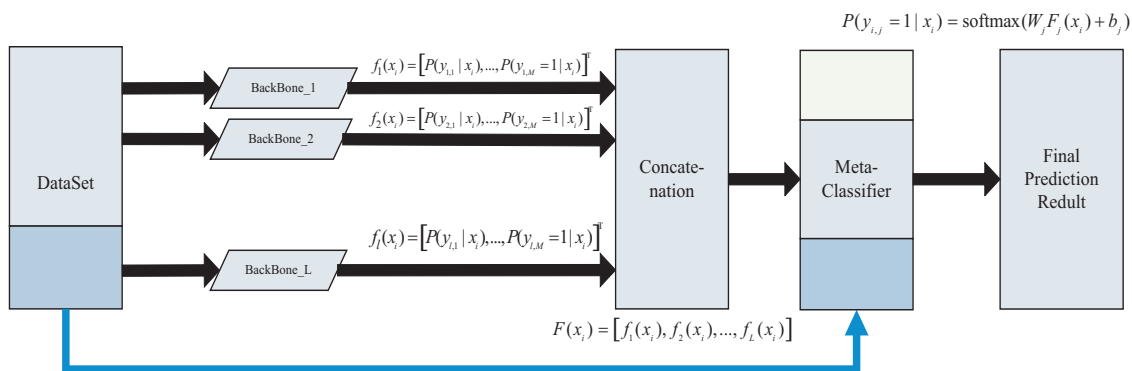 P(y_{i,j} = 1 | x_i) = softmax(W_j F_j(x_i) + b_j)
f_1(x_i) = [P(y_{1,1} | x_i), ..., P(y_{1,M} = 1 | x_i)]^T
BackBone_1
f_2(x_i) = [P(y_{2,1} | x_i), ..., P(y_{2,M} = 1 | x_i)]^T
BackBone_2
DataSet
Concate-
nation
Meta-
Classifier
Final
Prediction
Redult
f_l(x_i) = [P(y_{l,1} | x_i), ..., P(y_{l,M} = 1 | x_i)]^T
BackBone_L
F(x_i) = [f_1(x_i), f_2(x_i), ..., f_L(x_i)]